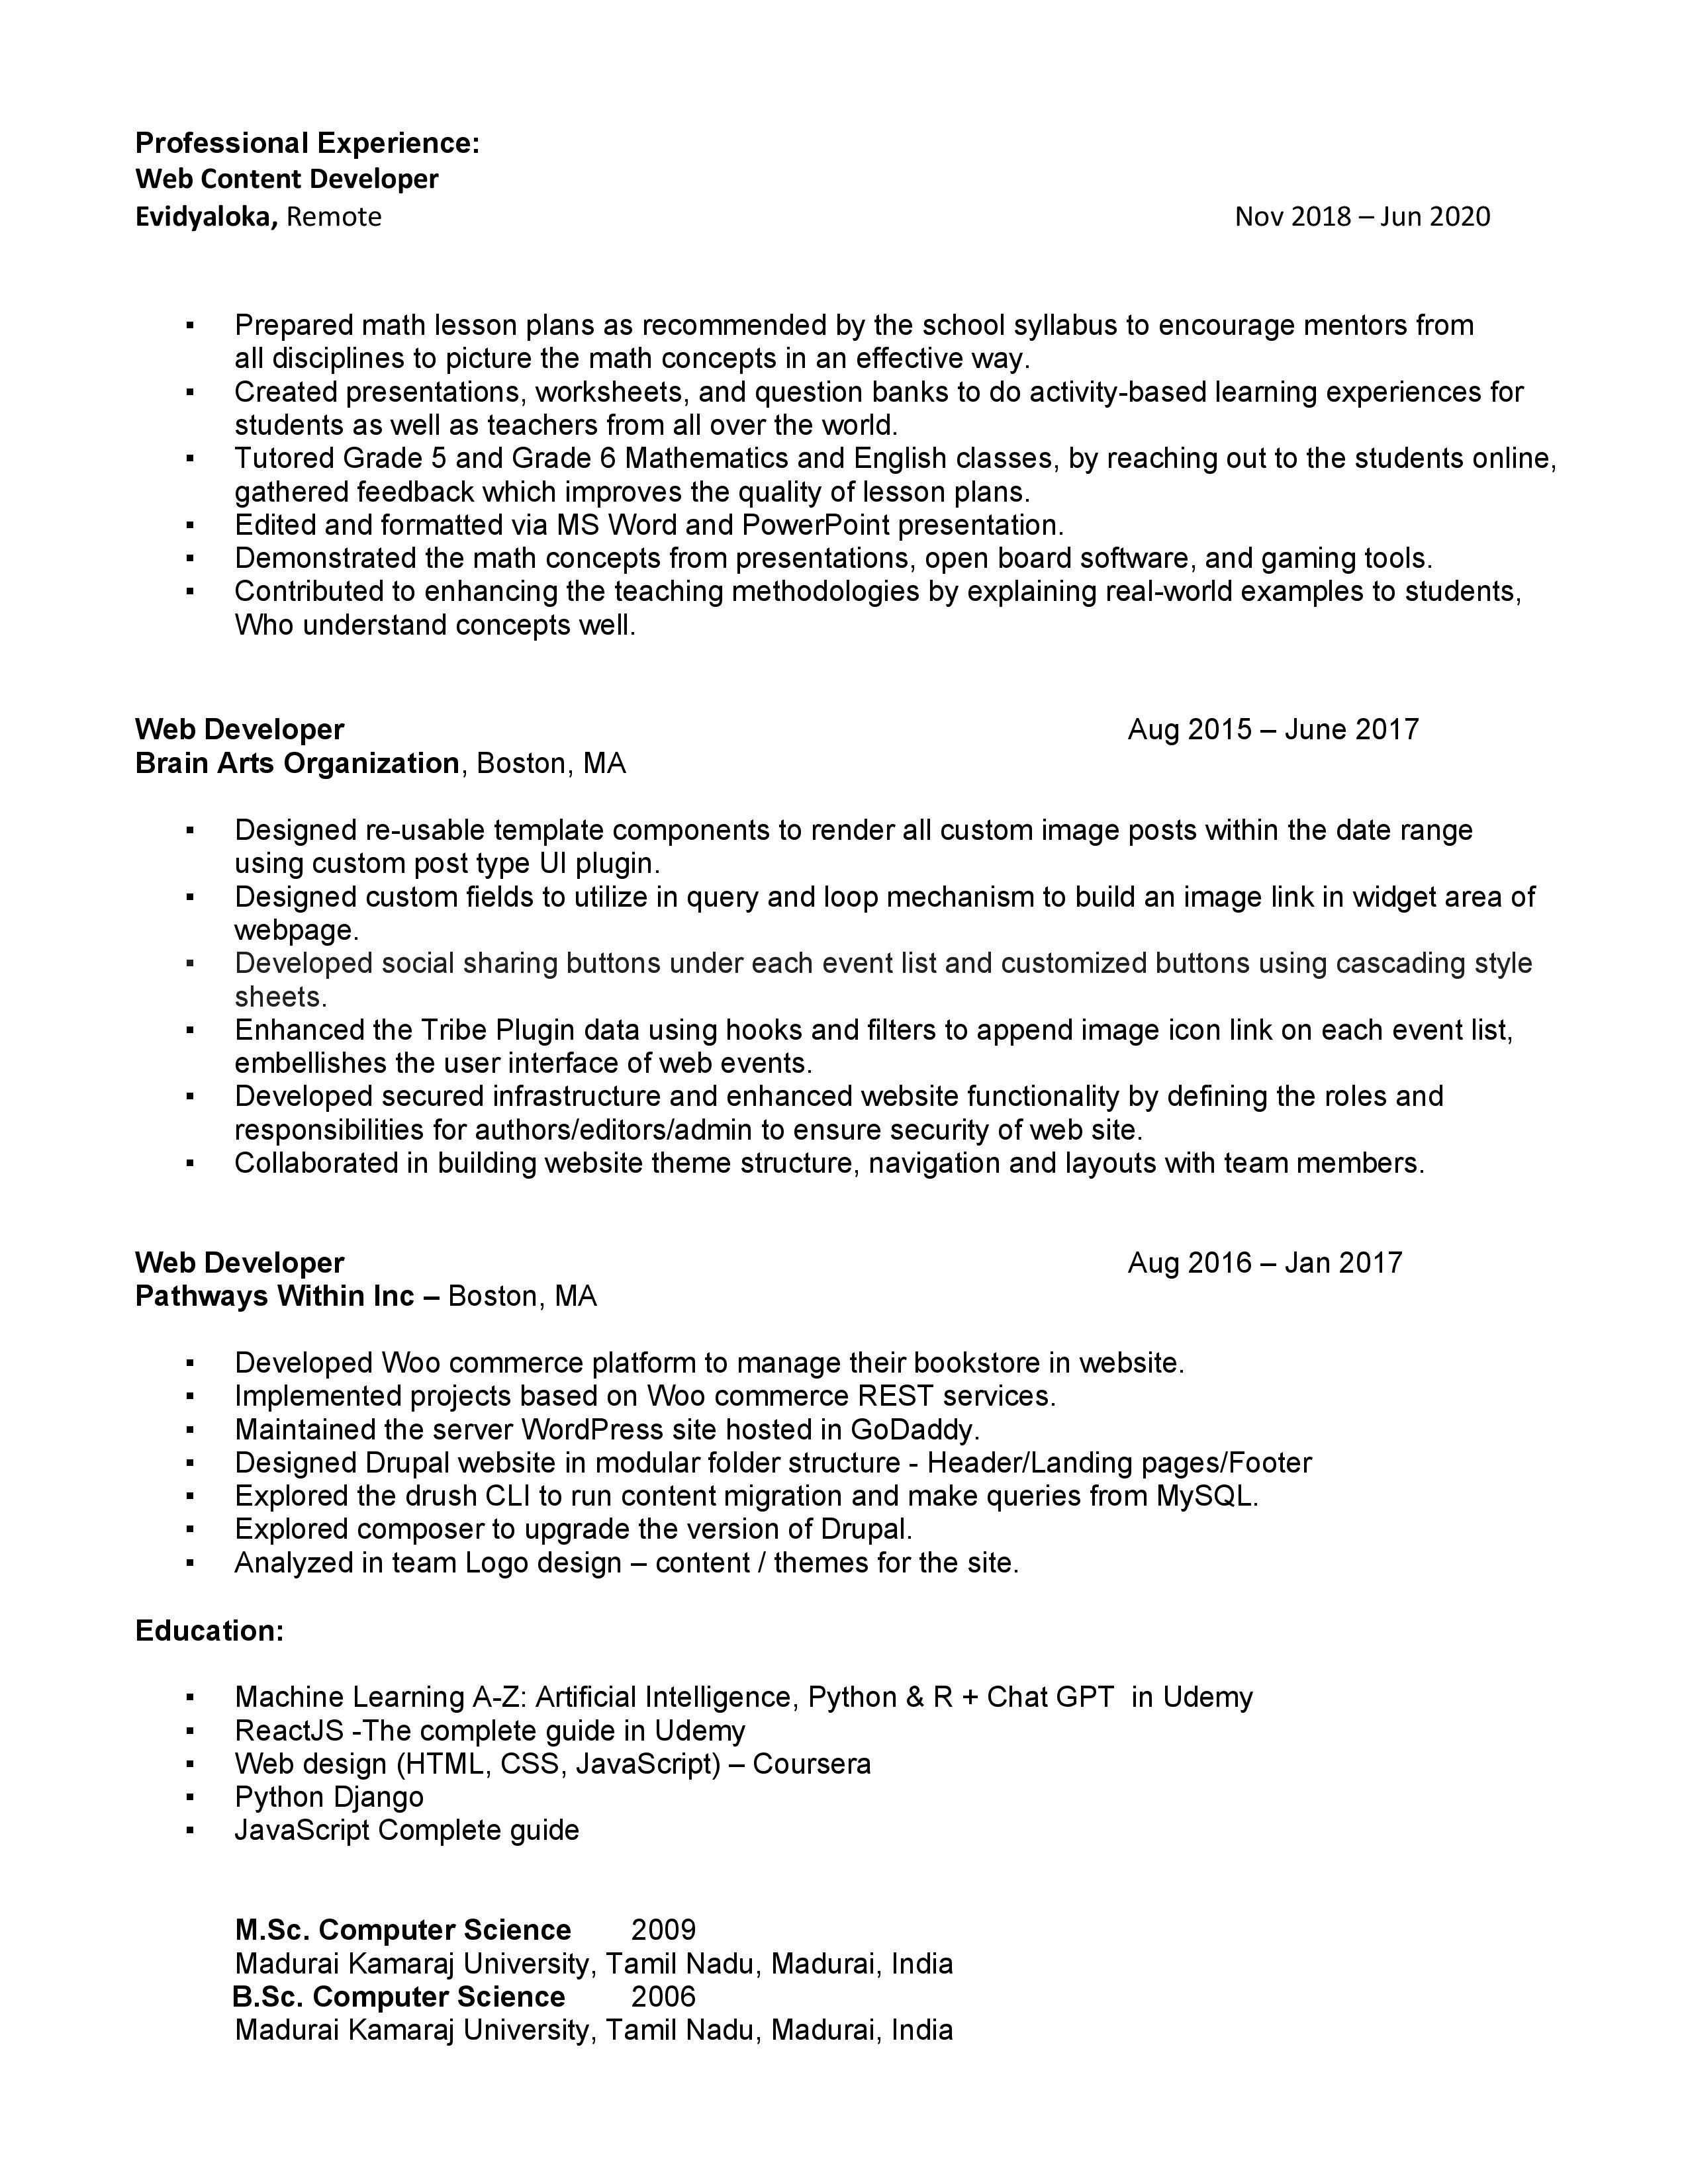 Professional Experience:
Web Content Developer
Evidyaloka, Remote Nov 2018 – Jun 2020
▪ Prepared math lesson plans as recommended by the school syllabus to encourage mentors from
all disciplines to picture the math concepts in an effective way.
▪ Created presentations, worksheets, and question banks to do activity-based learning experiences for
students as well as teachers from all over the world.
▪ Tutored Grade 5 and Grade 6 Mathematics and English classes, by reaching out to the students online,
gathered feedback which improves the quality of lesson plans.
▪ Edited and formatted via MS Word and PowerPoint presentation.
▪ Demonstrated the math concepts from presentations, open board software, and gaming tools.
▪ Contributed to enhancing the teaching methodologies by explaining real-world examples to students,
Who understand concepts well.
Web Developer Aug 2015 – June 2017
Brain Arts Organization, Boston, MA
▪ Designed re-usable template components to render all custom image posts within the date range
using custom post type UI plugin.
▪ Designed custom fields to utilize in query and loop mechanism to build an image link in widget area of
webpage.
▪ Developed social sharing buttons under each event list and customized buttons using cascading style
sheets.
▪ Enhanced the Tribe Plugin data using hooks and filters to append image icon link on each event list,
embellishes the user interface of web events.
▪ Developed secured infrastructure and enhanced website functionality by defining the roles and
responsibilities for authors/editors/admin to ensure security of web site.
▪ Collaborated in building website theme structure, navigation and layouts with team members.
Web Developer Aug 2016 – Jan 2017
Pathways Within Inc – Boston, MA
▪ Developed Woo commerce platform to manage their bookstore in website.
▪ Implemented projects based on Woo commerce REST services.
▪ Maintained the server WordPress site hosted in GoDaddy.
▪ Designed Drupal website in modular folder structure - Header/Landing pages/Footer
▪ Explored the drush CLI to run content migration and make queries from MySQL.
▪ Explored composer to upgrade the version of Drupal.
▪ Analyzed in team Logo design – content / themes for the site.
Education:
▪ Machine Learning A-Z: Artificial Intelligence, Python & R + Chat GPT  in Udemy
▪ ReactJS -The complete guide in Udemy
▪ Web design (HTML, CSS, JavaScript) – Coursera
▪ Python Django
▪ JavaScript Complete guide
M.Sc. Computer Science 2009
Madurai Kamaraj University, Tamil Nadu, Madurai, India
B.Sc. Computer Science 2006
Madurai Kamaraj University, Tamil Nadu, Madurai, India